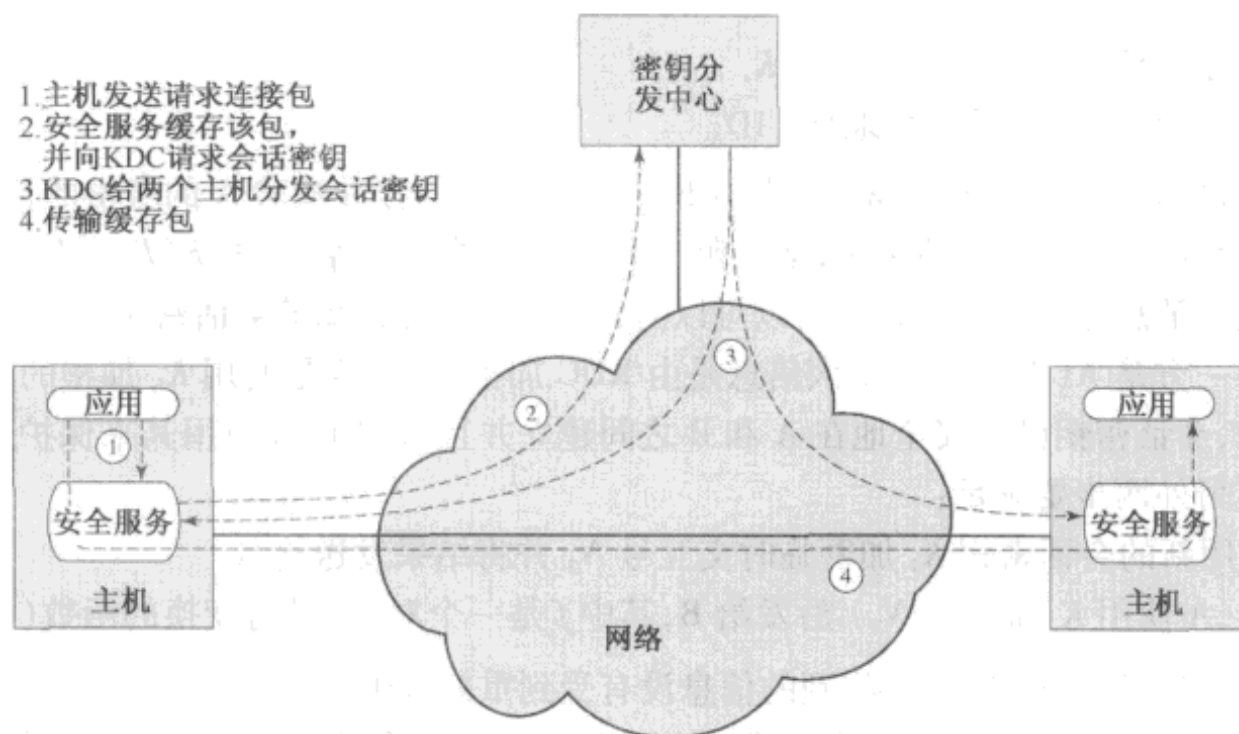 密钥分
发中心
1.主机发送请求连接包
2.安全服务缓存该包,
并向KDC请求会话密钥
3.KDC给两个主机分发会话密钥
4.传输缓存包
应用
1
安全服务
主机
2
3
4
网络
应用
安全服务
主机